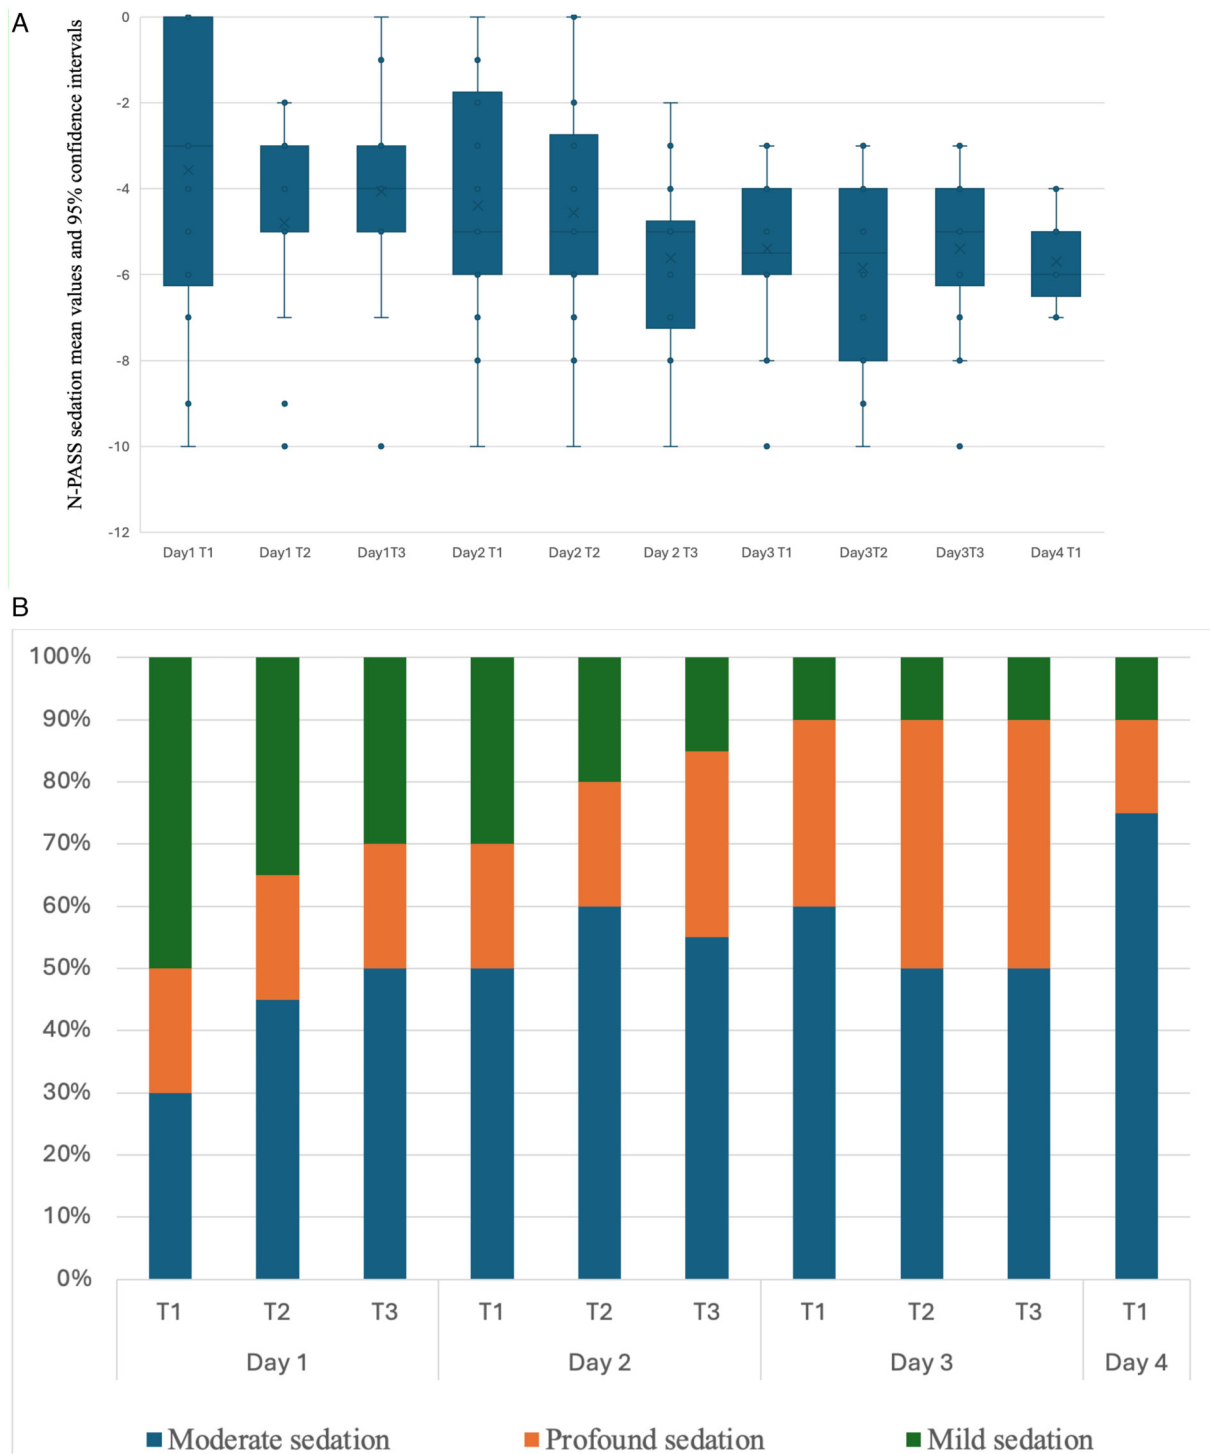 A
N-PASS sedation mean values and 95% confidence intervals
0
-2
-4
-6
-8
-10
-12
Day1 T1 Day1 T2 Day1T3 Day2 T1 Day2 T2 Day 2 T3 Day3 T1 Day3T2 Day3T3 Day4 T1
B
100%
90%
80%
70%
60%
50%
40%
30%
20%
10%
0%
T1 T2 T3 T1 T2 T3 T1 T2 T3 T1
Day 1 Day 2 Day 3 Day 4
Moderate sedation Profound sedation Mild sedation